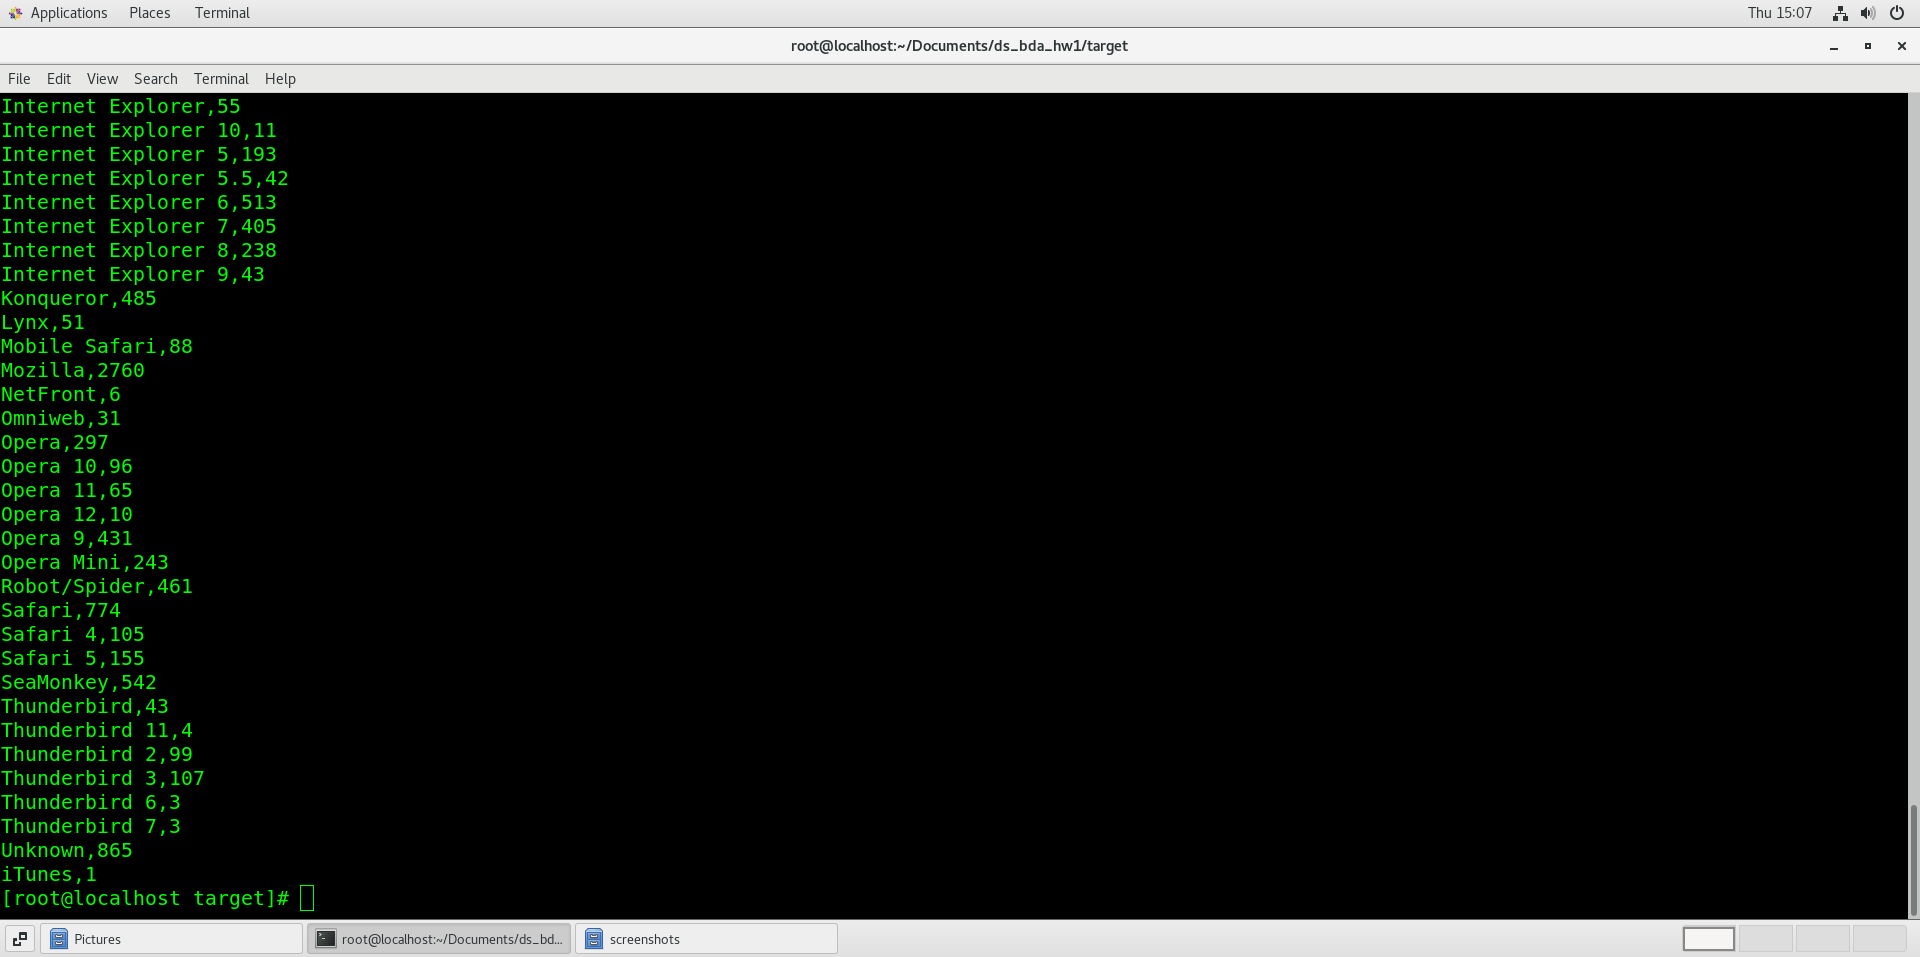 Applications Places Terminal Thu 15:07
root@localhost:~/Documents/ds_bda_hw1/target
File Edit View Search Terminal Help
Internet Explorer,55
Internet Explorer 10,11
Internet Explorer 5,193
Internet Explorer 5.5,42
Internet Explorer 6,513
Internet Explorer 7,405
Internet Explorer 8,238
Internet Explorer 9,43
Konqueror,485
Lynx,51
Mobile Safari,88
Mozilla,2760
NetFront,6
Omniweb,31
Opera,297
Opera 10,96
Opera 11,65
Opera 12,10
Opera 9,431
Opera Mini,243
Robot/Spider,461
Safari,774
Safari 4,105
Safari 5,155
SeaMonkey,542
Thunderbird,43
Thunderbird 11,4
Thunderbird 2,99
Thunderbird 3,107
Thunderbird 6,3
Thunderbird 7,3
Unknown,865
iTunes,1
[root@localhost target]#
Pictures root@localhost:~/Documents/ds_bd... screenshots